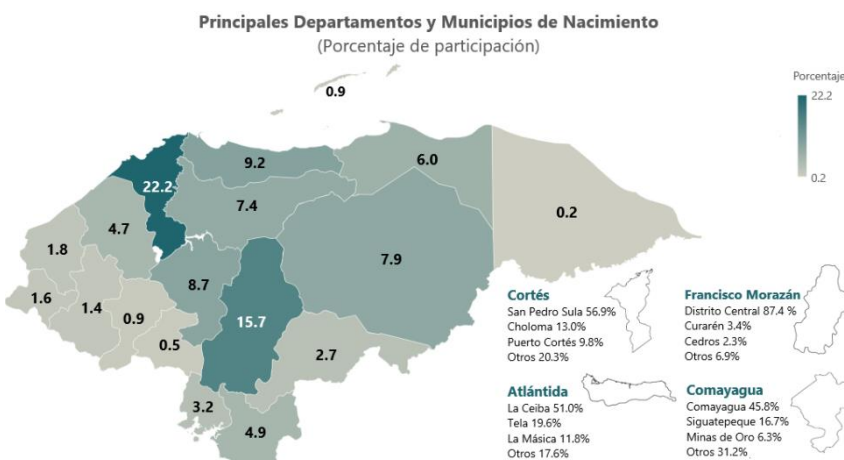 Principales Departamentos y Municipios de Nacimiento
(Porcentaje de participación)
Porcentaje
22.2
0.2
0.9
9.2
6.0
22.2
7.4
0.2
4.7
1.8
7.9
8.7
1.6
1.4
0.9
15.7
0.5
2.7
3.2
4.9
Cortés
San Pedro Sula 56.9%
Choloma 13.0%
Puerto Cortés 9.8%
Otros 20.3%
Francisco Morazán
Distrito Central 87.4 %
Curarén 3.4%
Cedros 2.3%
Otros 6.9%
Atlántida
La Ceiba 51.0%
Tela 19.6%
La Másica 11.8%
Otros 17.6%
Comayagua
Comayagua 45.8%
Siguatepeque 16.7%
Minas de Oro 6.3%
Otros 31.2%